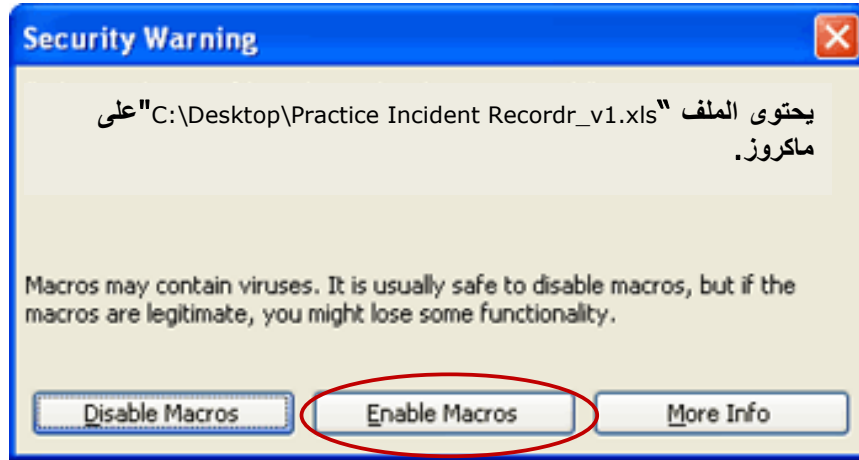 Security Warning
يحتوى الملف "C:\Desktop\Practice Incident Recordr_v1.xls"على
ماكروز.
Macros may contain viruses. It is usually safe to disable macros, but if the
macros are legitimate, you might lose some functionality.
Disable Macros
Enable Macros
More Info